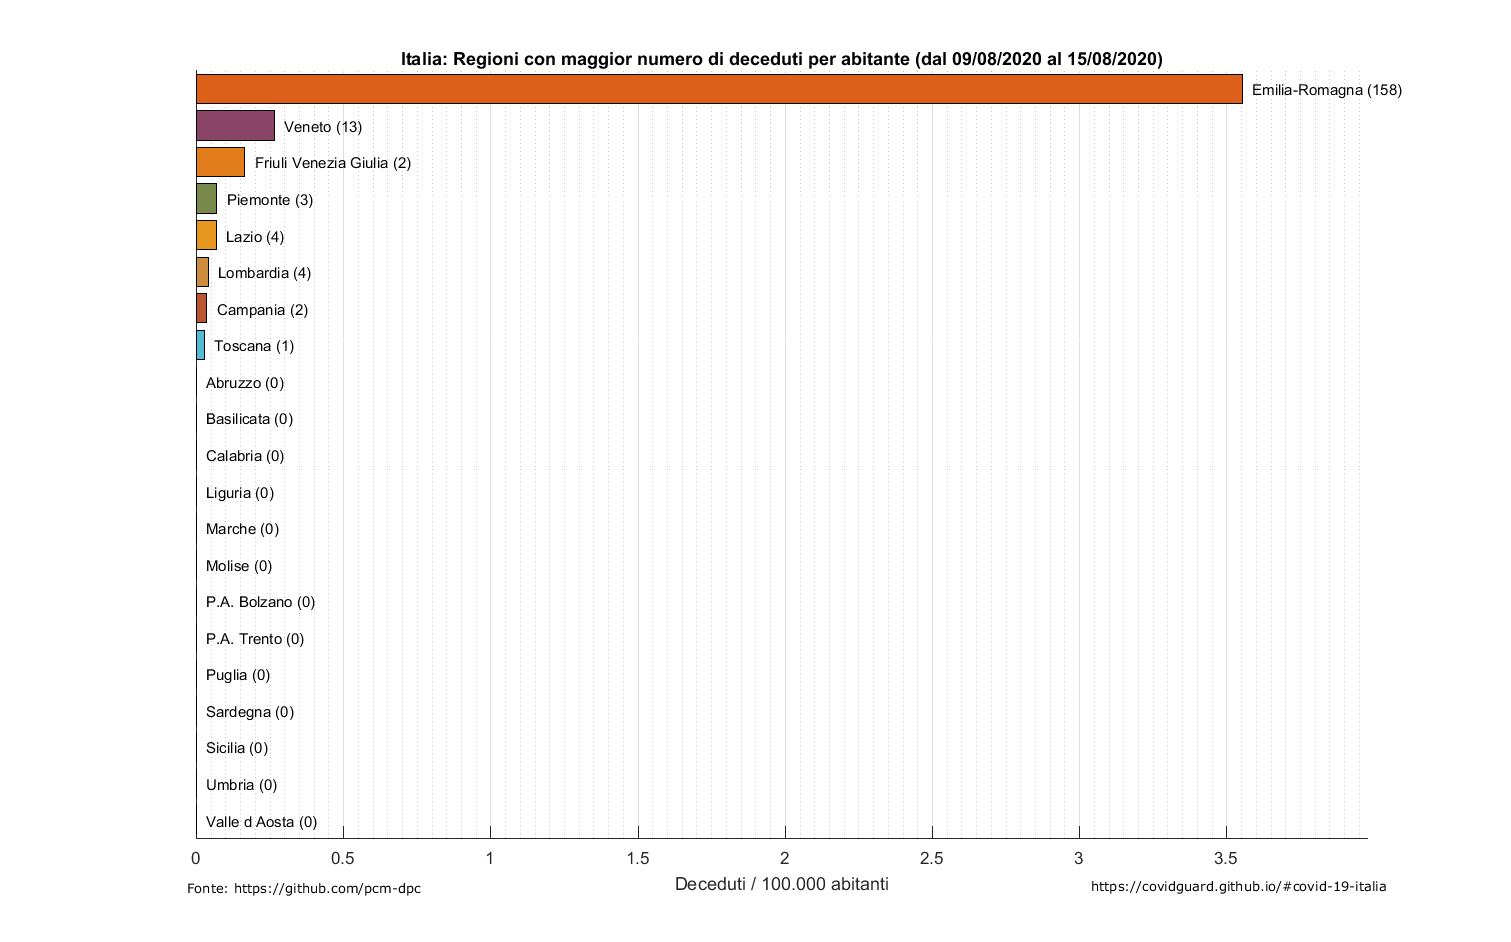 Italia: Regioni con maggior numero di deceduti per abitante (dal 09/08/2020 al 15/08/2020)
Emilia-Romagna (158)
Veneto (13)
Friuli Venezia Giulia (2)
Piemonte (3)
Lazio (4)
Lombardia (4)
Campania (2)
Toscana (1)
Abruzzo (0)
Basilicata (0)
Calabria (0)
Liguria (0)
Marche (0)
Molise (0)
P.A. Bolzano (0)
P.A. Trento (0)
Puglia (0)
Sardegna (0)
Sicilia (0)
Umbria (0)
Valle d Aosta (0)
0 0.5 1 1.5 2 2.5 3 3.5
Deceduti / 100.000 abitanti
Fonte: https://github.com/pcm-dpc
https://covidguard.github.io/#covid-19-italia